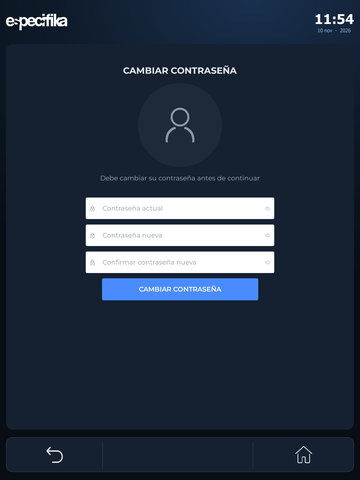 e-specifika
11:54
10 nov - 2026
CAMBIAR CONTRASEÑA
Debe cambiar su contraseña antes de continuar
Contraseña actual
Contraseña nueva
Confirmar contraseña nueva
CAMBIAR CONTRASEÑA